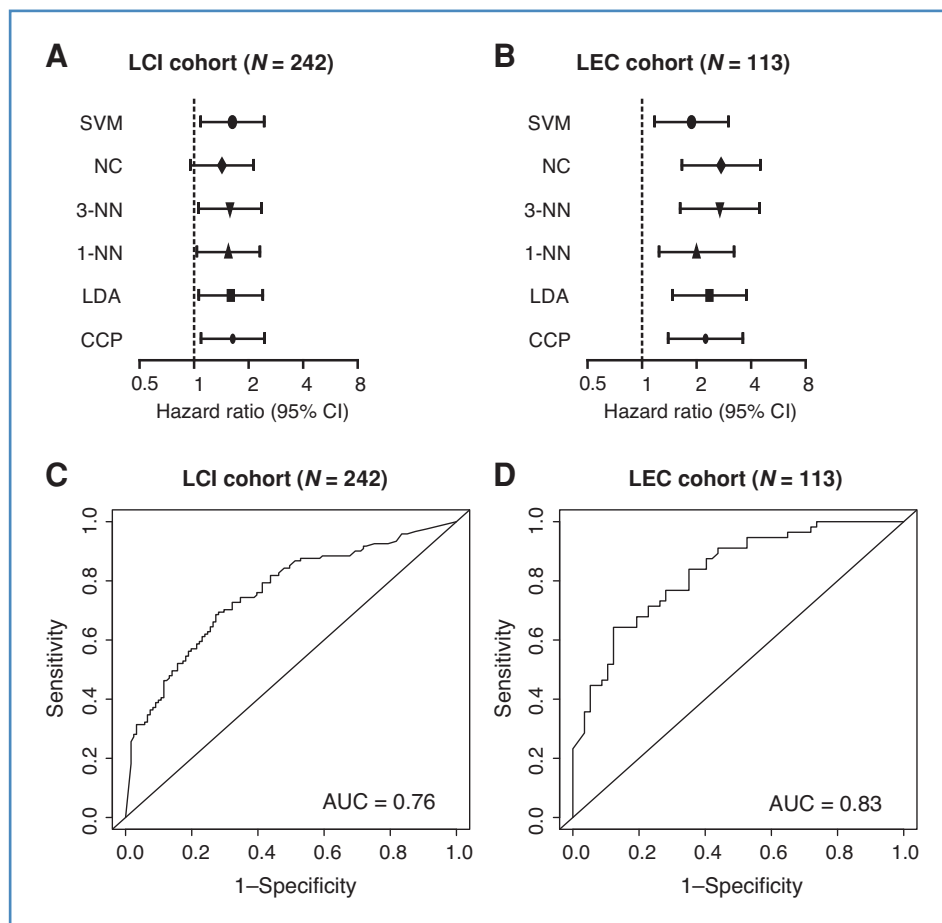 A
LCI cohort (N = 242)
SVM
NC
3-NN
1-NN
LDA
CCP
0.5 1 2 4 8
Hazard ratio (95% CI)
B
LEC cohort (N = 113)
SVM
NC
3-NN
1-NN
LDA
CCP
0.5 1 2 4 8
Hazard ratio (95% CI)
C
LCI cohort (N = 242)
Sensitivity
1.0
0.8
0.6
0.4
0.2
0.0
AUC = 0.76
0.0 0.2 0.4 0.6 0.8 1.0
1–Specificity
D
LEC cohort (N = 113)
Sensitivity
1.0
0.8
0.6
0.4
0.2
0.0
AUC = 0.83
0.0 0.2 0.4 0.6 0.8 1.0
1–Specificity